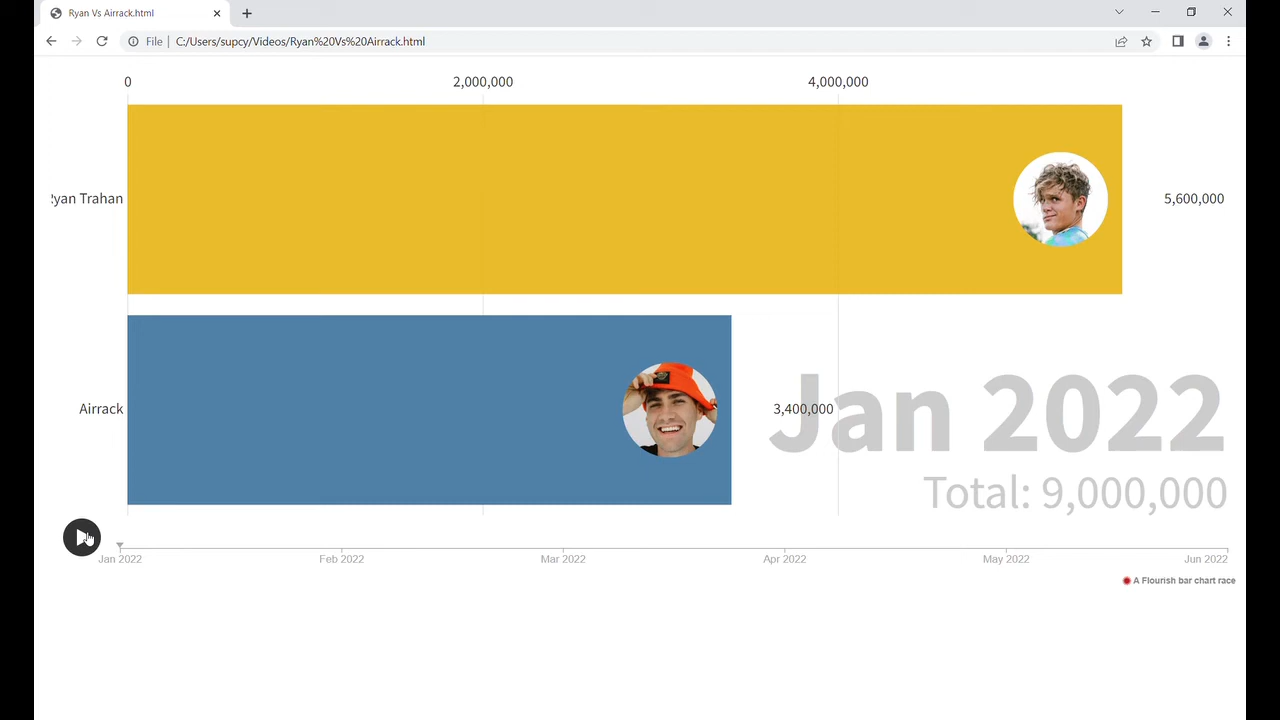 Ryan Vs Airrack.html
File | C:/Users/supcy/Videos/Ryan%20Vs%20Airrack.html
0 2,000,000 4,000,000
yan Trahan 5,600,000
Airrack 3,400,000
Jan 2022
Total: 9,000,000
Jan 2022 Feb 2022 Mar 2022 Apr 2022 May 2022 Jun 2022
A Flourish bar chart race